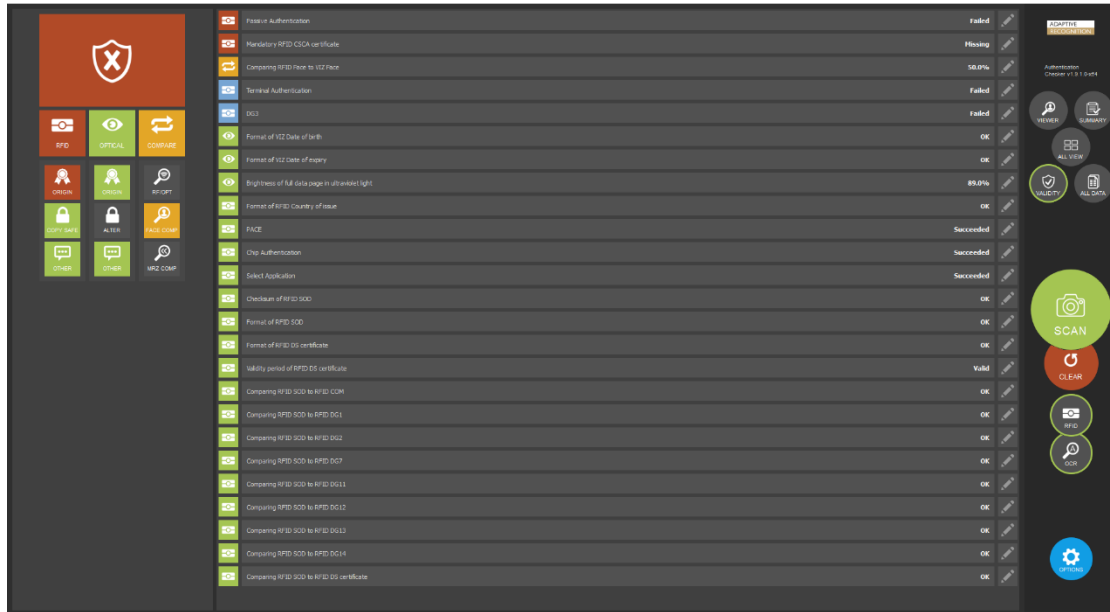 RFID
OPTICAL
COMPARE
ORIGIN
ORIGIN
RF/OPT
COPY SAFE
ALTER
FACE COMP
OTHER
OTHER
MRZ COMP
Passive Authentication Failed
Mandatory RFID CSCA certificate Missing
Comparing RFID Face to VIZ Face 50.0%
Terminal Authentication Failed
DG3 Failed
Format of VIZ Date of birth OK
Format of VIZ Date of expiry OK
Brightness of full data page in ultraviolet light 89.0%
Format of RFID Country of issue OK
PACE Succeeded
Chip Authentication Succeeded
Select Application Succeeded
Checksum of RFID SOD OK
Format of RFID SOD OK
Format of RFID DS certificate OK
Validity period of RFID DS certificate Valid
Comparing RFID SOD to RFID COM OK
Comparing RFID SOD to RFID DG1 OK
Comparing RFID SOD to RFID DG2 OK
Comparing RFID SOD to RFID DG7 OK
Comparing RFID SOD to RFID DG11 OK
Comparing RFID SOD to RFID DG12 OK
Comparing RFID SOD to RFID DG13 OK
Comparing RFID SOD to RFID DG14 OK
Comparing RFID SOD to RFID DS certificate OK
ADAPTIVE
RECOGNITION
Authentication
Checker v1.9.1.0 x64
VIEWER
SUMMARY
ALL VIEW
VALIDITY
ALL DATA
SCAN
CLEAR
RFID
OCR
OPTIONS